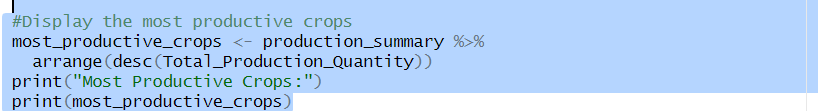 #Display the most productive crops
most_productive_crops <- production_summary %>%
  arrange(desc(Total_Production_Quantity))
print("Most Productive Crops:")
print(most_productive_crops)